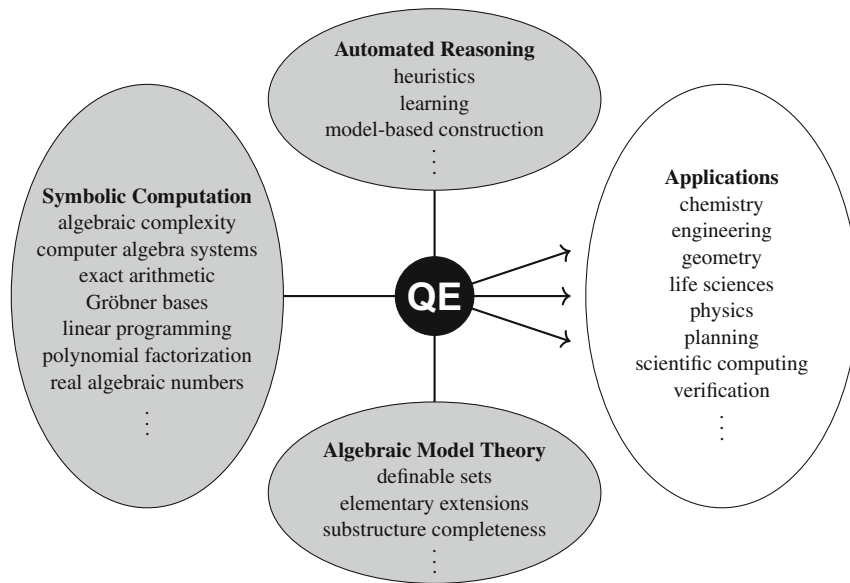 Automated Reasoning
heuristics
learning
model-based construction
⋮
Symbolic Computation
algebraic complexity
computer algebra systems
exact arithmetic
Gröbner bases
linear programming
polynomial factorization
real algebraic numbers
⋮
QE
Applications
chemistry
engineering
geometry
life sciences
physics
planning
scientific computing
verification
⋮
Algebraic Model Theory
definable sets
elementary extensions
substructure completeness
⋮